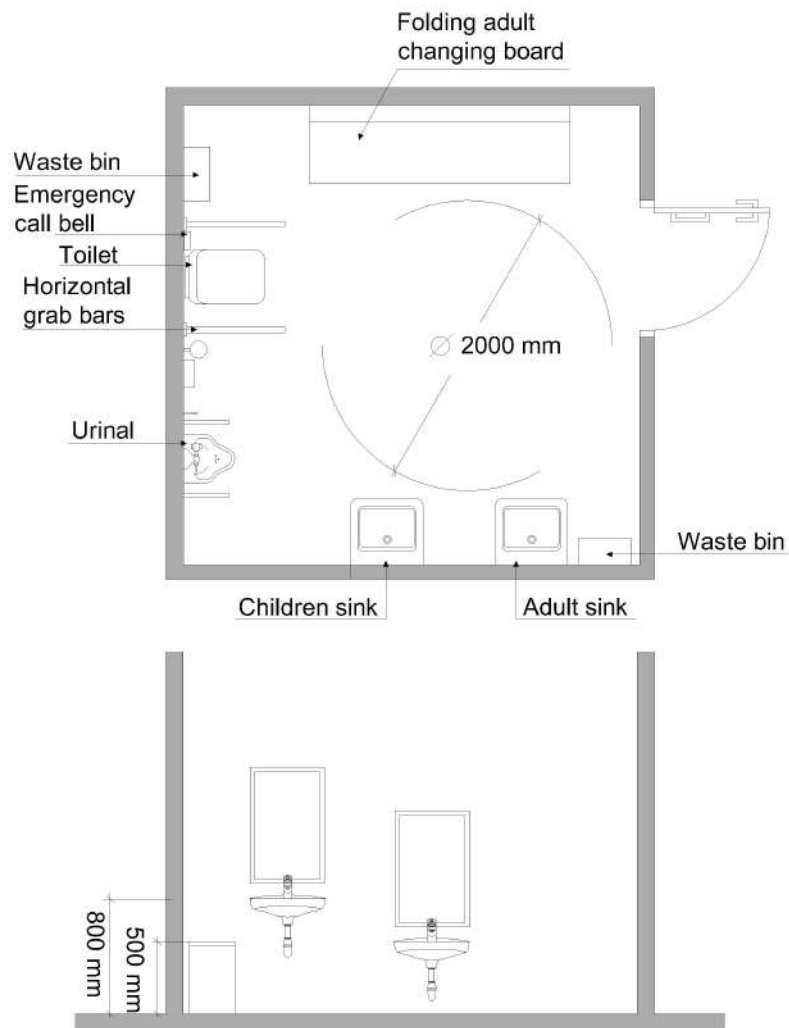 Folding adult
changing board
Waste bin
Emergency
call bell
Toilet
Horizontal
grab bars
2000 mm
Urinal
Waste bin
Children sink
Adult sink
800 mm
500 mm